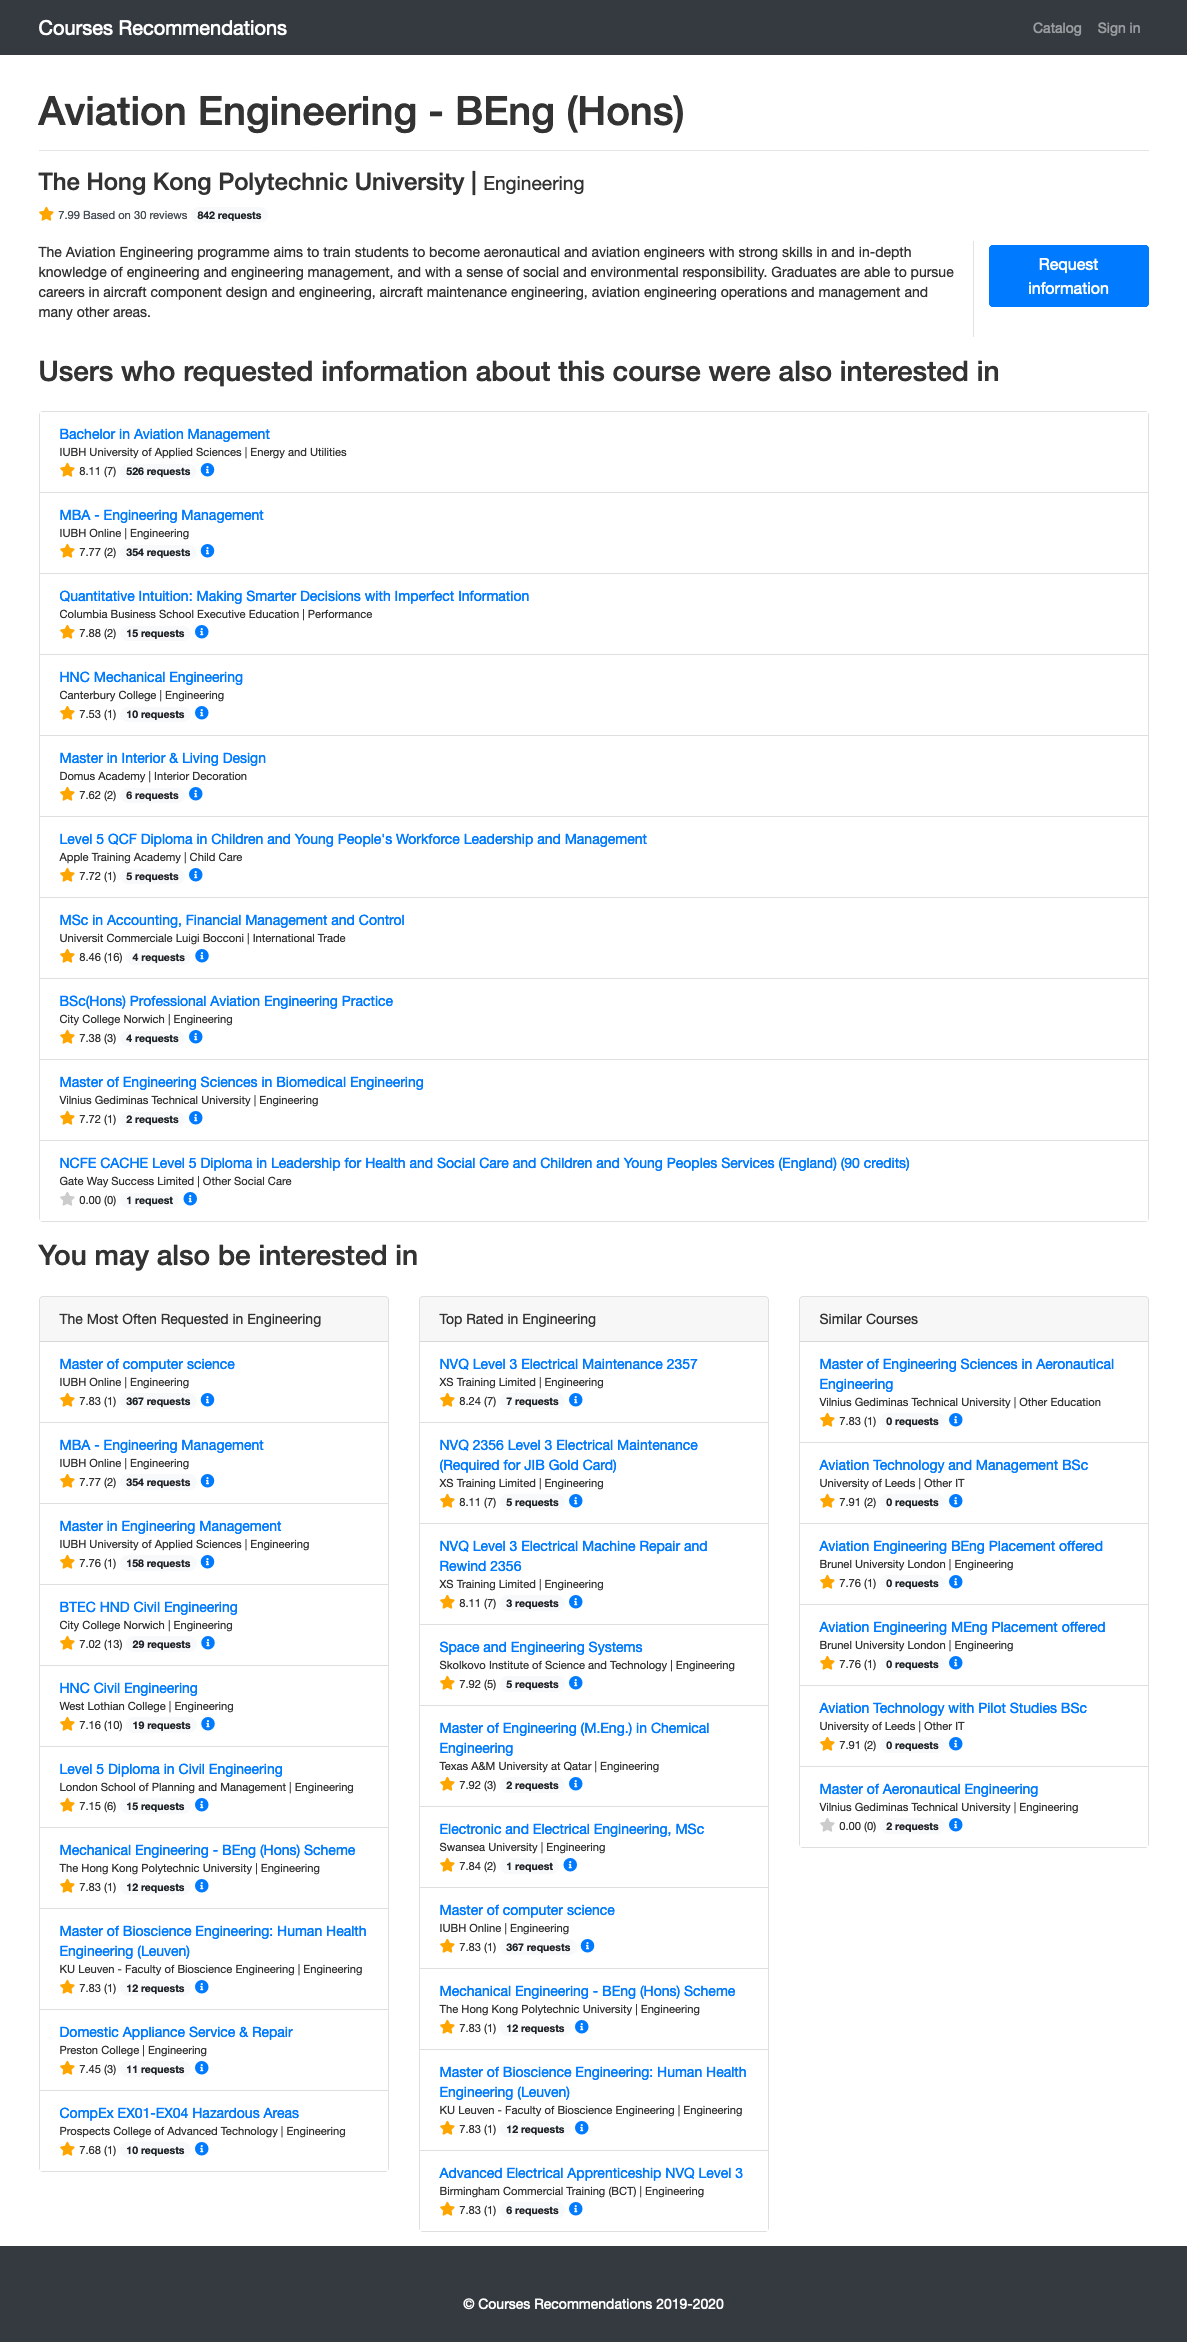 Courses Recommendations
Catalog Sign in
Aviation Engineering - BEng (Hons)
The Hong Kong Polytechnic University | Engineering
7.99 Based on 30 reviews 842 requests
The Aviation Engineering programme aims to train students to become aeronautical and aviation engineers with strong skills in and in-depth
knowledge of engineering and engineering management, and with a sense of social and environmental responsibility. Graduates are able to pursue
careers in aircraft component design and engineering, aircraft maintenance engineering, aviation engineering operations and management and
many other areas.
Request
information
Users who requested information about this course were also interested in
Bachelor in Aviation Management
IUBH University of Applied Sciences | Energy and Utilities
8.11 (7) 526 requests
MBA - Engineering Management
IUBH Online | Engineering
7.77 (2) 354 requests
Quantitative Intuition: Making Smarter Decisions with Imperfect Information
Columbia Business School Executive Education | Performance
7.88 (2) 15 requests
HNC Mechanical Engineering
Canterbury College | Engineering
7.53 (1) 10 requests
Master in Interior & Living Design
Domus Academy | Interior Decoration
7.62 (2) 6 requests
Level 5 QCF Diploma in Children and Young People's Workforce Leadership and Management
Apple Training Academy | Child Care
7.72 (1) 5 requests
MSc in Accounting, Financial Management and Control
Universit Commerciale Luigi Bocconi | International Trade
8.46 (16) 4 requests
BSc(Hons) Professional Aviation Engineering Practice
City College Norwich | Engineering
7.38 (3) 4 requests
Master of Engineering Sciences in Biomedical Engineering
Vilnius Gediminas Technical University | Engineering
7.72 (1) 2 requests
NCFE CACHE Level 5 Diploma in Leadership for Health and Social Care and Children and Young Peoples Services (England) (90 credits)
Gate Way Success Limited | Other Social Care
0.00 (0) 1 request
You may also be interested in
The Most Often Requested in Engineering
Master of computer science
IUBH Online | Engineering
7.83 (1) 367 requests
MBA - Engineering Management
IUBH Online | Engineering
7.77 (2) 354 requests
Master in Engineering Management
IUBH University of Applied Sciences | Engineering
7.76 (1) 158 requests
BTEC HND Civil Engineering
City College Norwich | Engineering
7.02 (13) 29 requests
HNC Civil Engineering
West Lothian College | Engineering
7.16 (10) 19 requests
Level 5 Diploma in Civil Engineering
London School of Planning and Management | Engineering
7.15 (6) 15 requests
Mechanical Engineering - BEng (Hons) Scheme
The Hong Kong Polytechnic University | Engineering
7.83 (1) 12 requests
Master of Bioscience Engineering: Human Health
Engineering (Leuven)
KU Leuven - Faculty of Bioscience Engineering | Engineering
7.83 (1) 12 requests
Domestic Appliance Service & Repair
Preston College | Engineering
7.45 (3) 11 requests
CompEx EX01-EX04 Hazardous Areas
Prospects College of Advanced Technology | Engineering
7.68 (1) 10 requests
Top Rated in Engineering
NVQ Level 3 Electrical Maintenance 2357
XS Training Limited | Engineering
8.24 (7) 7 requests
NVQ 2356 Level 3 Electrical Maintenance
(Required for JIB Gold Card)
XS Training Limited | Engineering
8.11 (7) 5 requests
NVQ Level 3 Electrical Machine Repair and
Rewind 2356
XS Training Limited | Engineering
8.11 (7) 3 requests
Space and Engineering Systems
Skolkovo Institute of Science and Technology | Engineering
7.92 (5) 5 requests
Master of Engineering (M.Eng.) in Chemical
Engineering
Texas A&M University at Qatar | Engineering
7.92 (3) 2 requests
Electronic and Electrical Engineering, MSc
Swansea University | Engineering
7.84 (2) 1 request
Master of computer science
IUBH Online | Engineering
7.83 (1) 367 requests
Mechanical Engineering - BEng (Hons) Scheme
The Hong Kong Polytechnic University | Engineering
7.83 (1) 12 requests
Master of Bioscience Engineering: Human Health
Engineering (Leuven)
KU Leuven - Faculty of Bioscience Engineering | Engineering
7.83 (1) 12 requests
Advanced Electrical Apprenticeship NVQ Level 3
Birmingham Commercial Training (BCT) | Engineering
7.83 (1) 6 requests
Similar Courses
Master of Engineering Sciences in Aeronautical
Engineering
Vilnius Gediminas Technical University | Other Education
7.83 (1) 0 requests
Aviation Technology and Management BSc
University of Leeds | Other IT
7.91 (2) 0 requests
Aviation Engineering BEng Placement offered
Brunel University London | Engineering
7.76 (1) 0 requests
Aviation Engineering MEng Placement offered
Brunel University London | Engineering
7.76 (1) 0 requests
Aviation Technology with Pilot Studies BSc
University of Leeds | Other IT
7.91 (2) 0 requests
Master of Aeronautical Engineering
Vilnius Gediminas Technical University | Engineering
0.00 (0) 2 requests
© Courses Recommendations 2019-2020